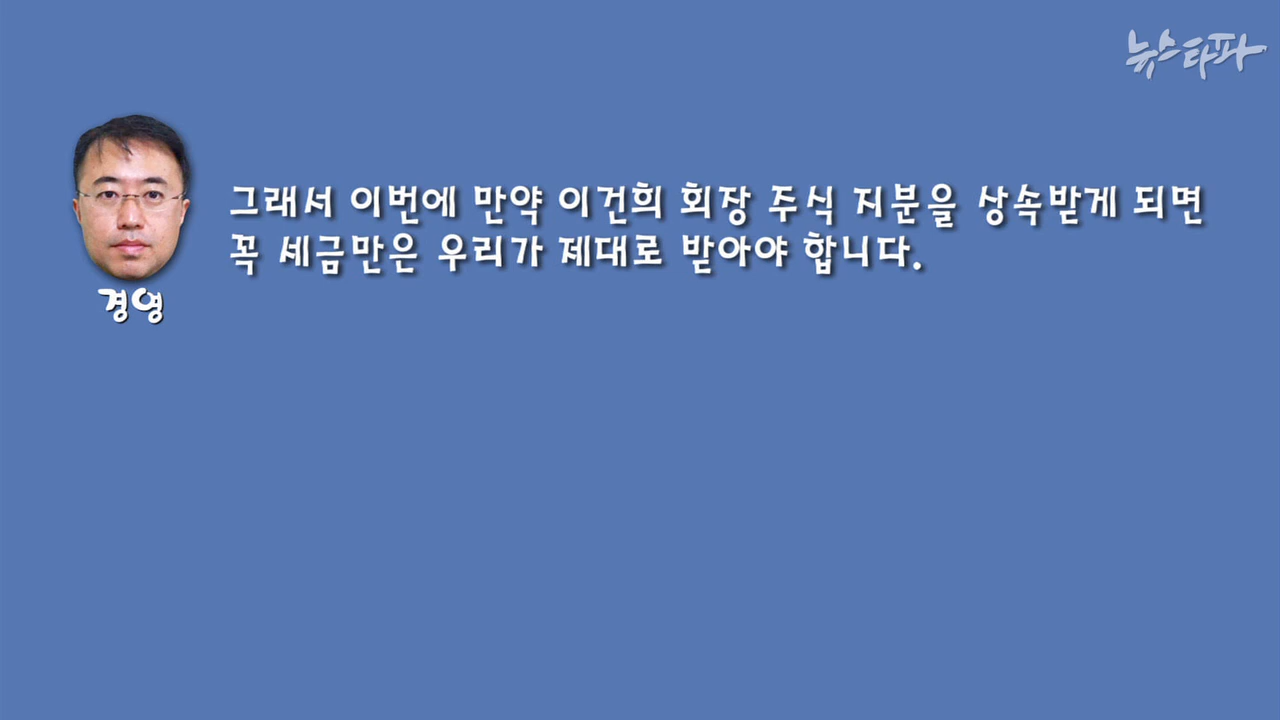 뉴스타파
그래서 이번에 만약 이건희 회장 주식 지분을 상속받게 되면
꼭 세금만은 우리가 제대로 받아야 합니다.
경영